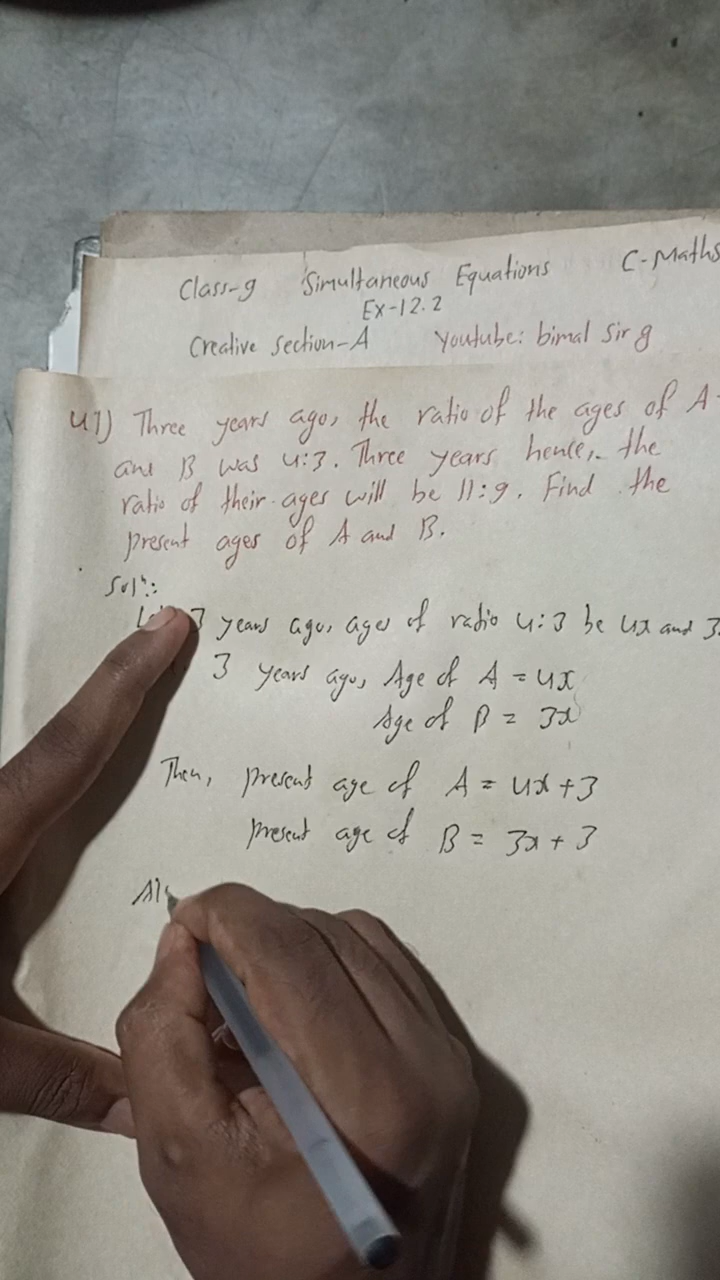 Class-9 Simultaneous Equations C-Maths
Ex-12.2
Creative Section-A Youtube: bimal Sir 9
47) Three years ago, the ratio of the ages of A
and B was 4:3. Three years hence, the
ratio of their ages will be 11:9. Find the
present ages of A and B.
Solⁿ:
3 years ago, ages of ratio 4:3 be 4x and 3
3 years ago, Age of A = 4x
Age of B = 3x
Then, present age of A = 4x + 3
present age of B = 3x + 3
Als